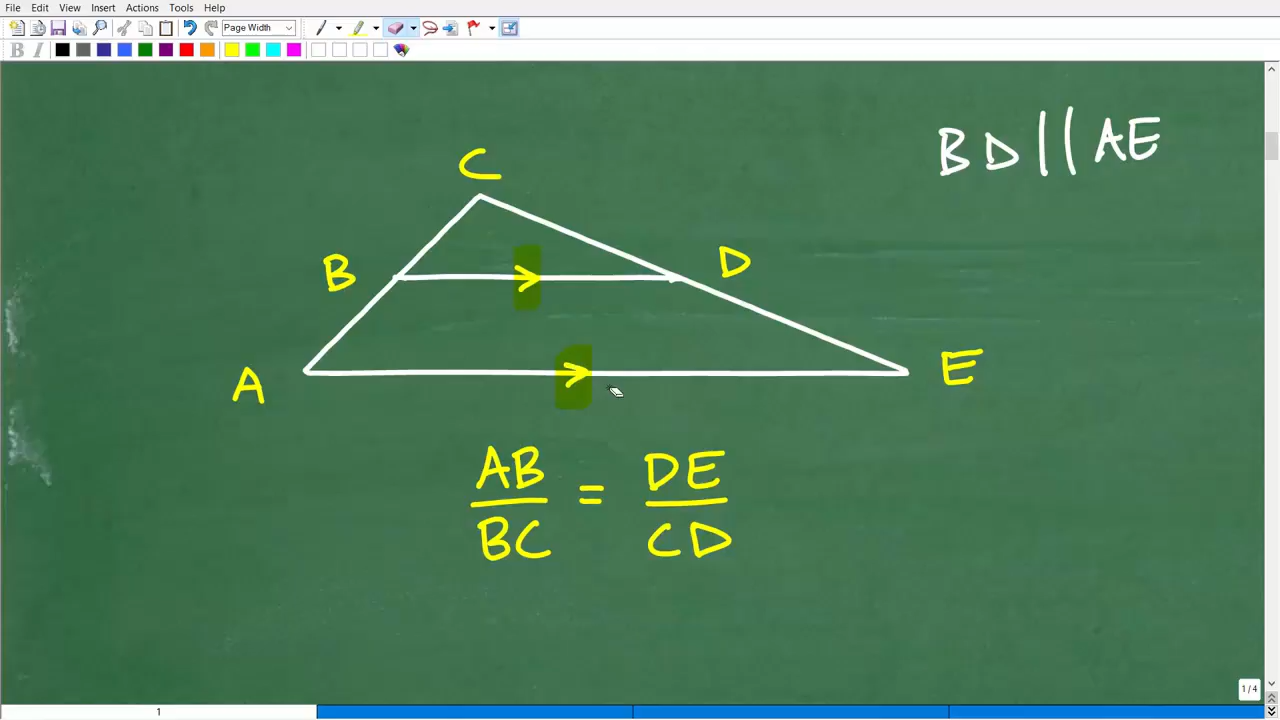 File Edit View Insert Actions Tools Help
Page Width
B I
BD || AE
C
B
D
A
E
AB = DE
BC CD
1/4
1